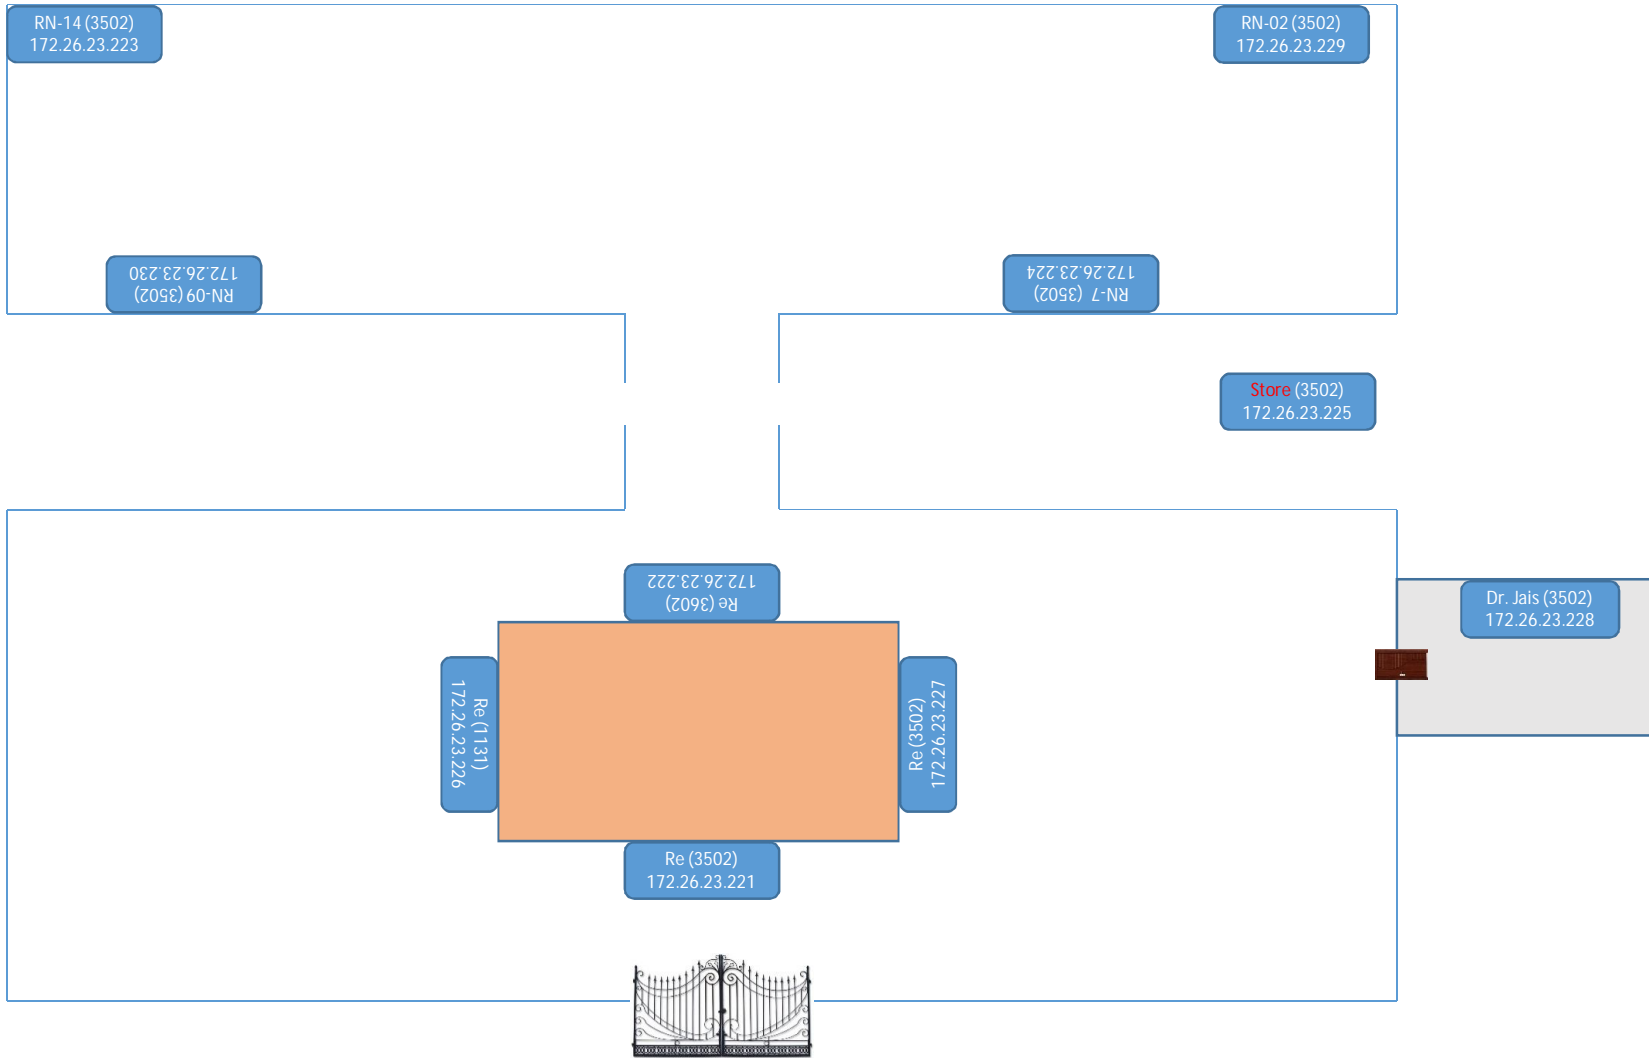 RN-14 (3502)
172.26.23.223
RN-02 (3502)
172.26.23.229
RN-09 (3502)
172.26.23.230
RN-7 (3502)
172.26.23.224
Store (3502)
172.26.23.225
Re (3602)
172.26.23.222
Dr. Jais (3502)
172.26.23.228
Re (1131)
172.26.23.226
Re (3502)
172.26.23.227
Re (3502)
172.26.23.221